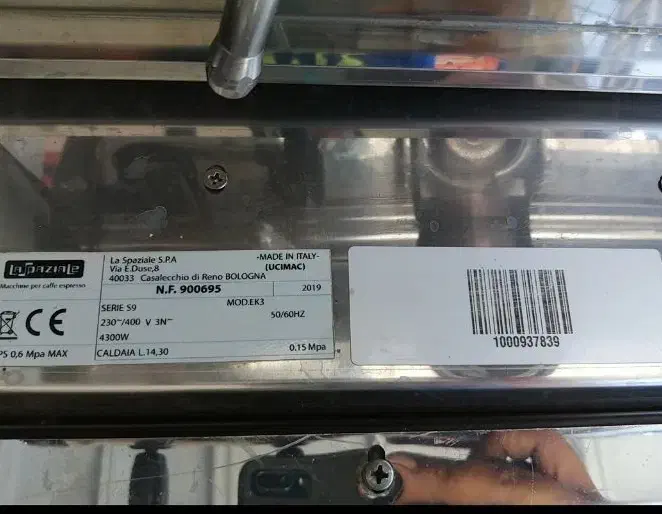 LaSpaziale
Macchine per caffe espresso
CE
PS 0,6 Mpa MAX
La Spaziale S.P.A -MADE IN ITALY-
Via E.Duse,8 (UCIMAC)
40033 Casalecchio di Reno BOLOGNA
N.F. 900695 2019
SERIE S9 MOD.EK3
230~/400 V 3N~ 50/60HZ
4300W
CALDAIA L.14,30 0.15 Mpa
1000937839